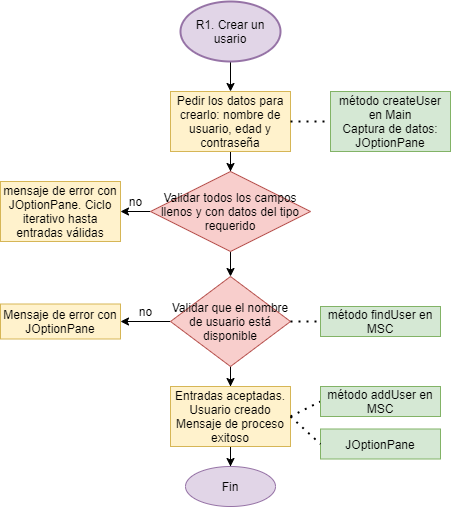 R1. Crear un
usario
Pedir los datos para
crearlo: nombre de
usuario, edad y
contraseña
método createUser
en Main
Captura de datos:
JOptionPane
mensaje de error con
JOptionPane. Ciclo
iterativo hasta
entradas válidas
no
Validar todos los campos
llenos y con datos del tipo
requerido
Mensaje de error con
JOptionPane
no
Validar que el nombre
de usuario está
disponible
método findUser en
MSC
Entradas aceptadas.
Usuario creado
Mensaje de proceso
exitoso
método addUser en
MSC
JOptionPane
Fin